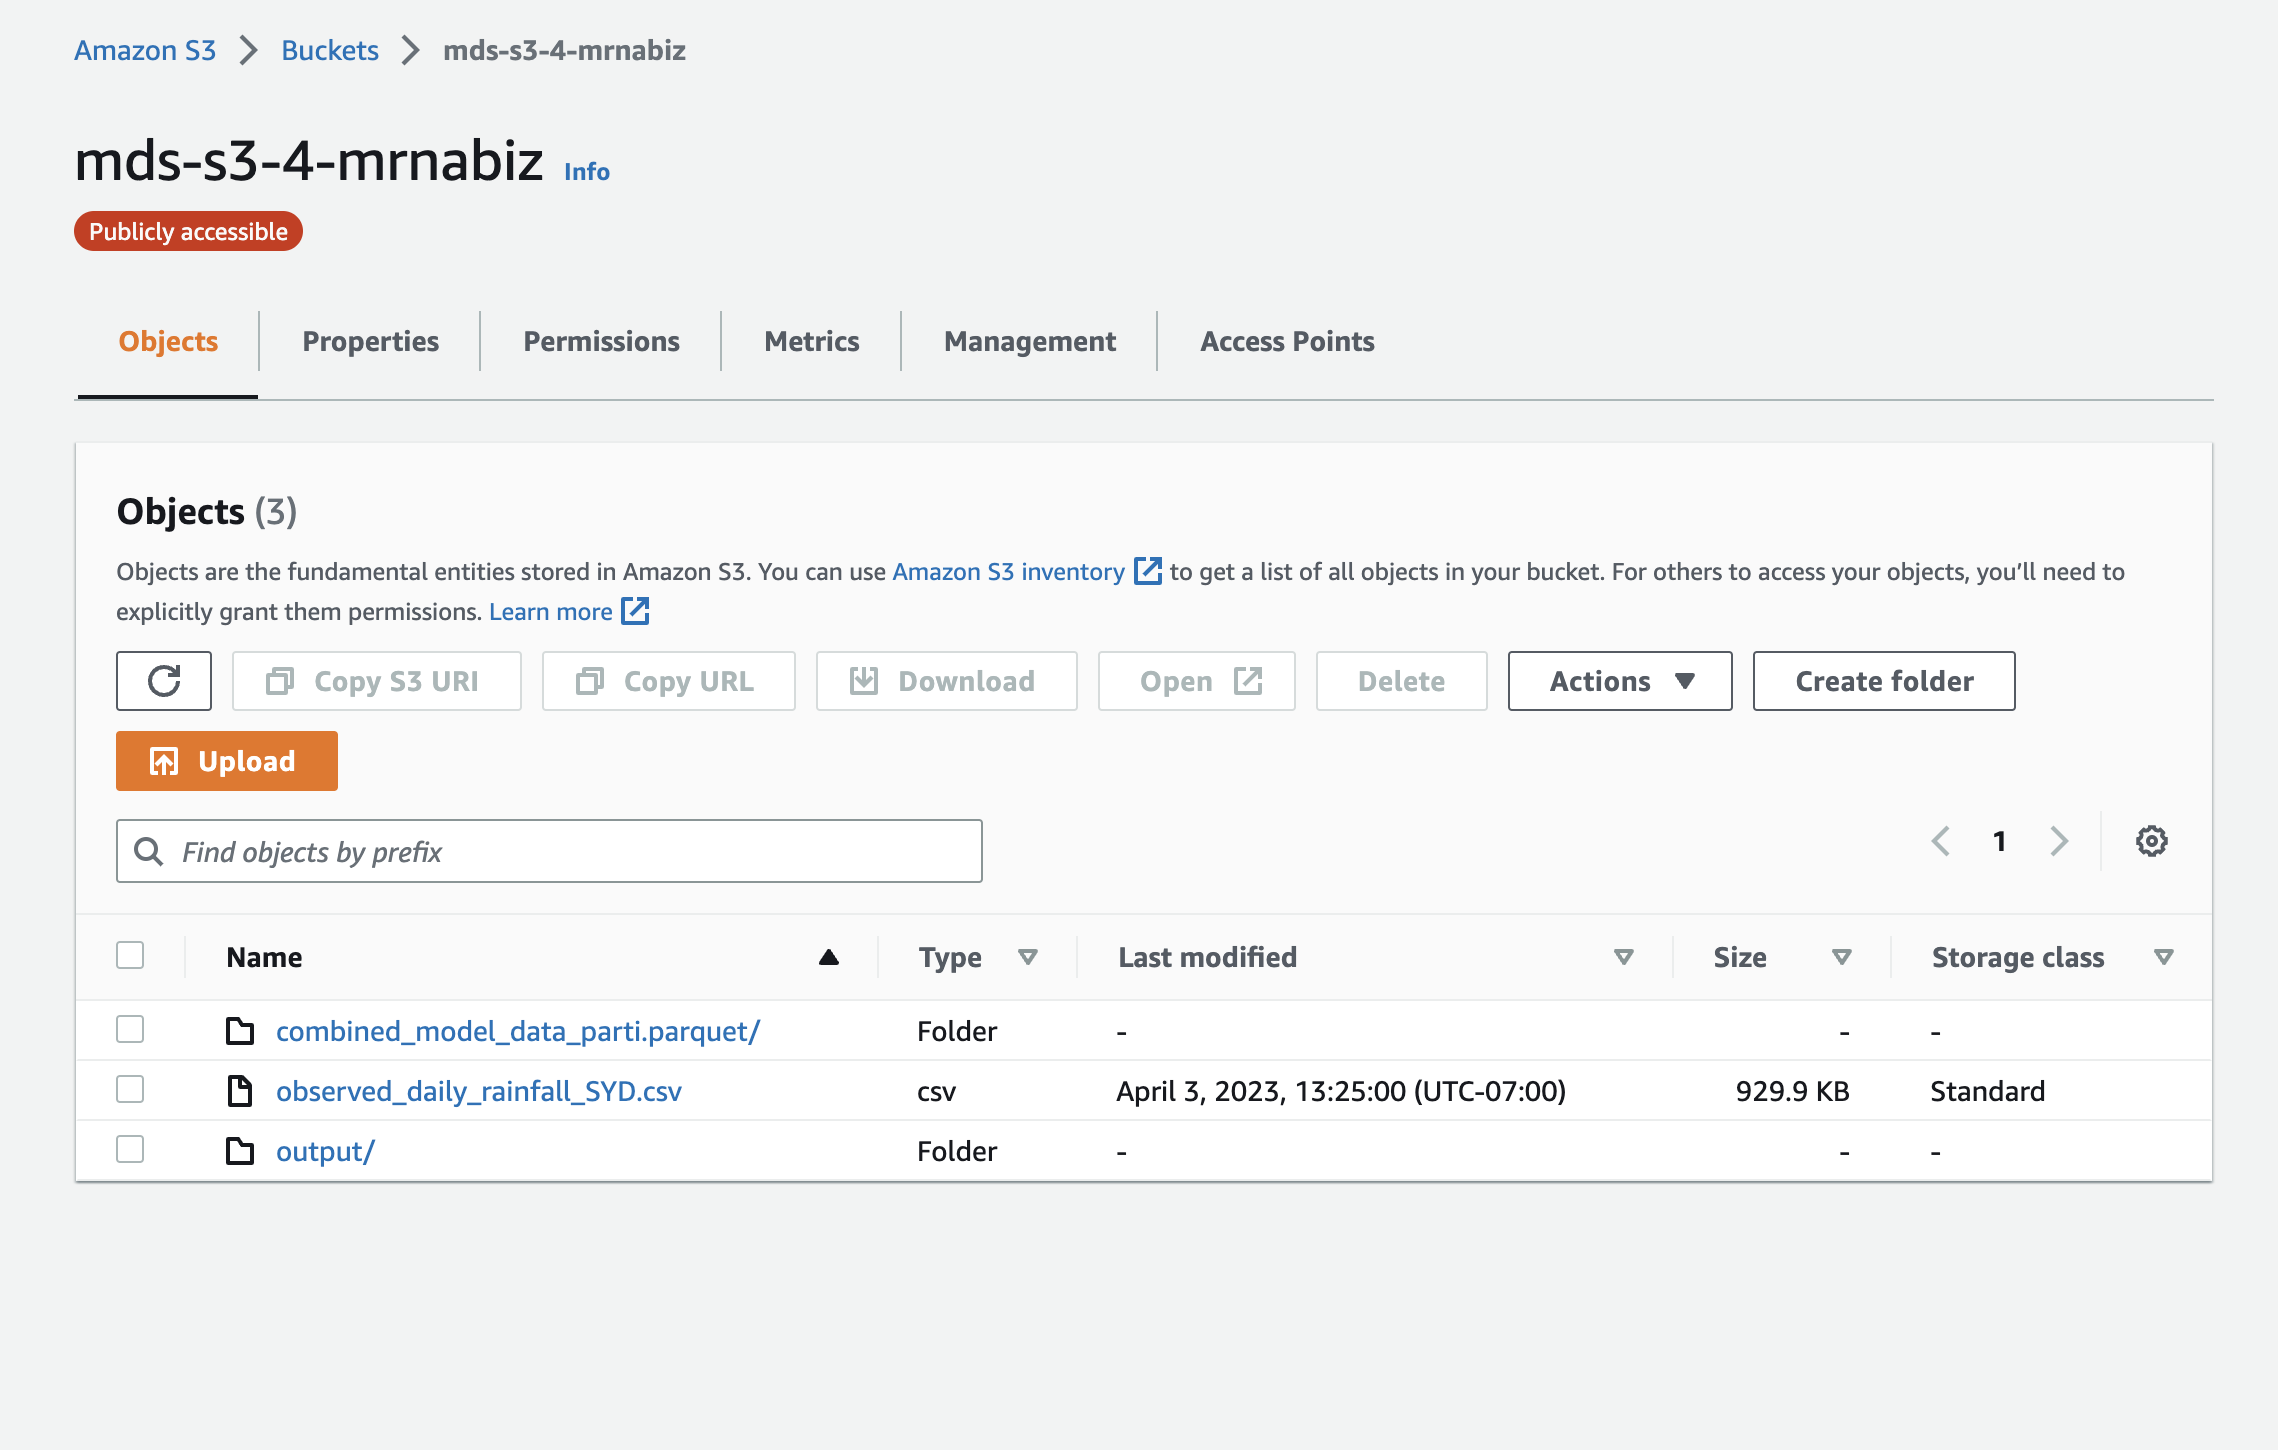 Amazon S3 Buckets mds-s3-4-mrnabiz
mds-s3-4-mrnabiz Info
Publicly accessible
Objects Properties Permissions Metrics Management Access Points
Objects (3)
Objects are the fundamental entities stored in Amazon S3. You can use Amazon S3 inventory to get a list of all objects in your bucket. For others to access your objects, you’ll need to
explicitly grant them permissions. Learn more
Copy S3 URI Copy URL Download Open Delete Actions Create folder
Upload
Find objects by prefix 1
Name Type Last modified Size Storage class
combined_model_data_parti.parquet/ Folder - - -
observed_daily_rainfall_SYD.csv csv April 3, 2023, 13:25:00 (UTC-07:00) 929.9 KB Standard
output/ Folder - - -